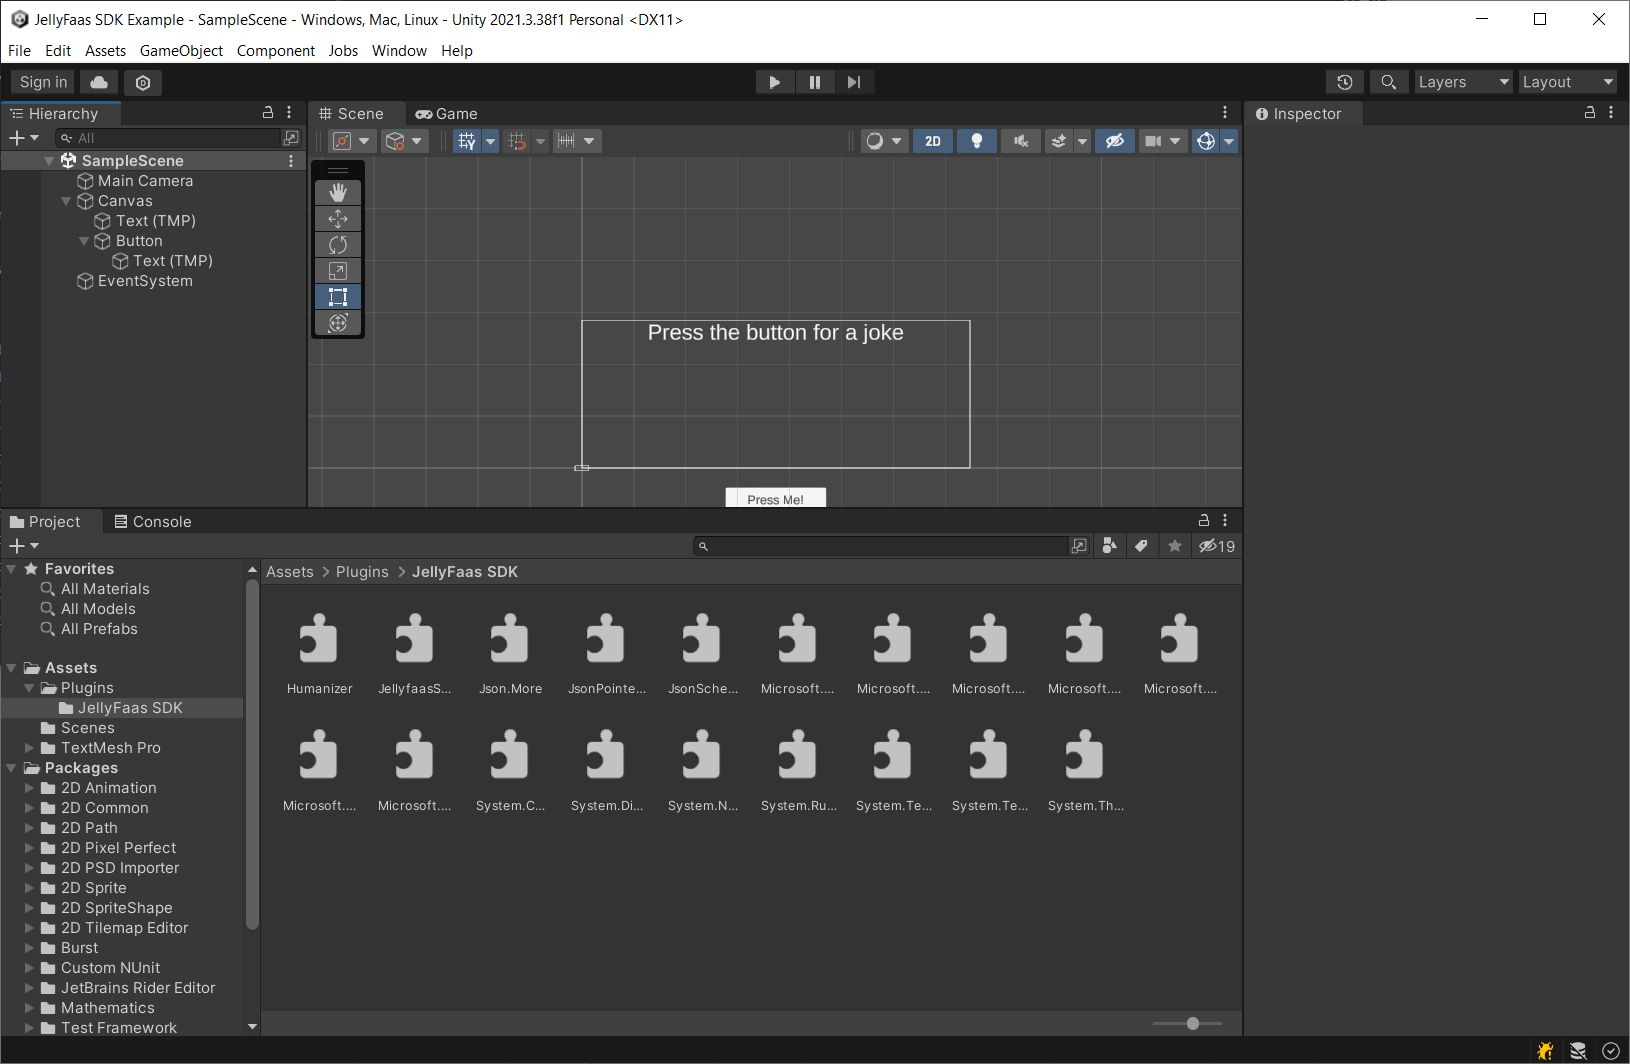 JellyFaas SDK Example - SampleScene - Windows, Mac, Linux - Unity 2021.3.38f1 Personal <DX11>
File Edit Assets GameObject Component Jobs Window Help
Sign in
Layers Layout
Hierarchy
All
SampleScene
Main Camera
Canvas
Text (TMP)
Button
Text (TMP)
EventSystem
Scene Game
2D
Press the button for a joke
Press Me!
Inspector
Project Console
19
Favorites
All Materials
All Models
All Prefabs
Assets
Plugins
JellyFaas SDK
Scenes
TextMesh Pro
Packages
2D Animation
2D Common
2D Path
2D Pixel Perfect
2D PSD Importer
2D Sprite
2D SpriteShape
2D Tilemap Editor
Burst
Custom NUnit
JetBrains Rider Editor
Mathematics
Test Framework
Assets > Plugins > JellyFaas SDK
Humanizer JellyfaasS... Json.More JsonPointe... JsonSche... Microsoft.... Microsoft.... Microsoft.... Microsoft.... Microsoft....
Microsoft.... Microsoft.... System.C... System.Di... System.N... System.Ru... System.Te... System.Te... System.Th...